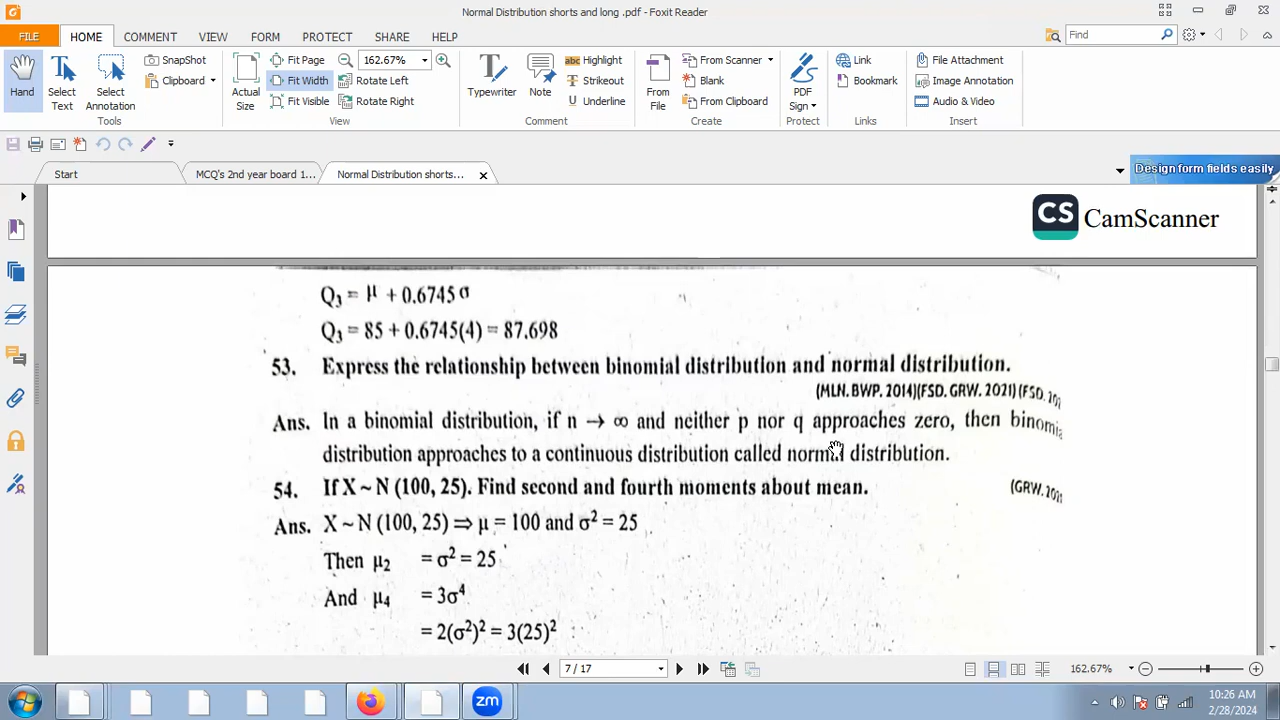 Normal Distribution shorts and long .pdf - Foxit Reader
FILE HOME COMMENT VIEW FORM PROTECT SHARE HELP
Find
Hand
Select Text
Select Annotation
SnapShot
Clipboard
Tools
Actual Size
Fit Page
Fit Width
Fit Visible
162.67%
Rotate Left
Rotate Right
View
Typewriter
Note
Highlight
Strikeout
Underline
Comment
From File
From Scanner
Blank
From Clipboard
Create
PDF Sign
Protect
Link
Bookmark
Links
File Attachment
Image Annotation
Audio & Video
Insert
Start
MCQ's 2nd year board 1...
Normal Distribution shorts...
Design form fields easily
CS CamScanner
Q₃ = μ + 0.6745 σ
Q₃ = 85 + 0.6745(4) = 87.698
53. Express the relationship between binomial distribution and normal distribution.
(MLN. BWP. 2014)(FSD. GRW. 2021) (FSD.
Ans. In a binomial distribution, if n → ∞ and neither p nor q approaches zero, then binomial
distribution approaches to a continuous distribution called normal distribution.
54. If X ~ N (100, 25). Find second and fourth moments about mean.
(GRW.
Ans. X ~ N (100, 25) ⇒ μ = 100 and σ² = 25
Then μ₂ = σ² = 25
And μ₄ = 3σ⁴
= 2(σ²)² = 3(25)²
7 / 17
162.67%
zm
10:26 AM
2/28/2024